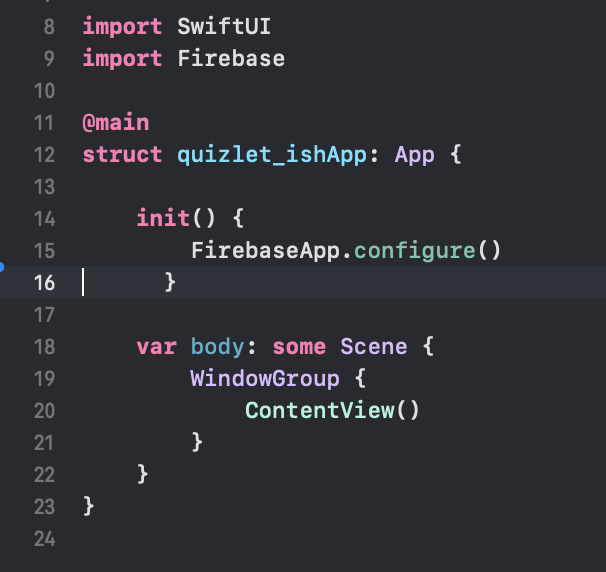 8 import SwiftUI
9 import Firebase
10
11 @main
12 struct quizlet_ishApp: App {
13
14     init() {
15         FirebaseApp.configure()
16       }
17
18     var body: some Scene {
19         WindowGroup {
20             ContentView()
21         }
22     }
23 }
24